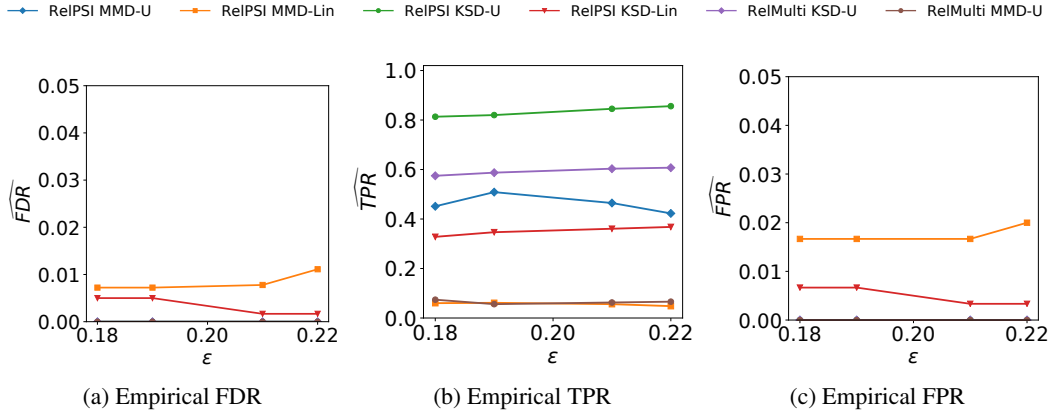 RelPSI MMD-U RelPSI MMD-Lin RelPSI KSD-U RelPSI KSD-Lin RelMulti KSD-U RelMulti MMD-U
0.05
0.04
0.03
0.02
0.01
0.00
0.18 0.20 0.22
FDR
ε
(a) Empirical FDR
1.0
0.8
0.6
0.4
0.2
0.0
0.18 0.20 0.22
TPR
ε
(b) Empirical TPR
0.05
0.04
0.03
0.02
0.01
0.00
0.18 0.20 0.22
FPR
ε
(c) Empirical FPR